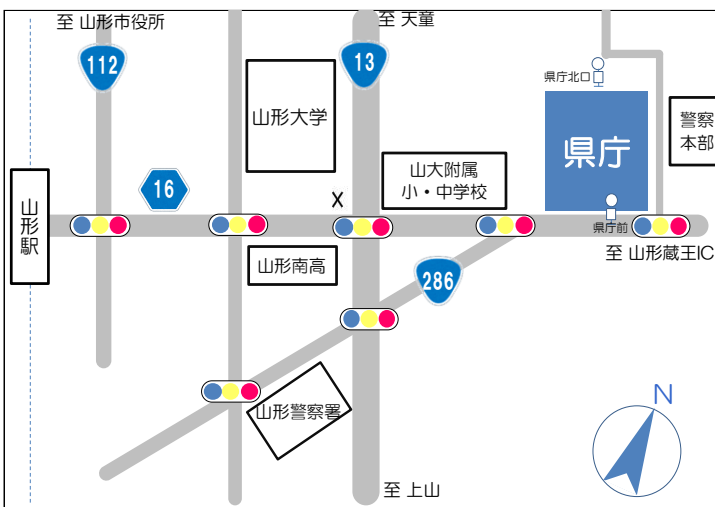 至 山形市役所
至 天童
112
13
県庁北口
山形大学
県庁
警察
本部
山大附属
小・中学校
16
X
山形駅
県庁前
山形南高
至 山形蔵王IC
286
山形警察署
N
至 上山